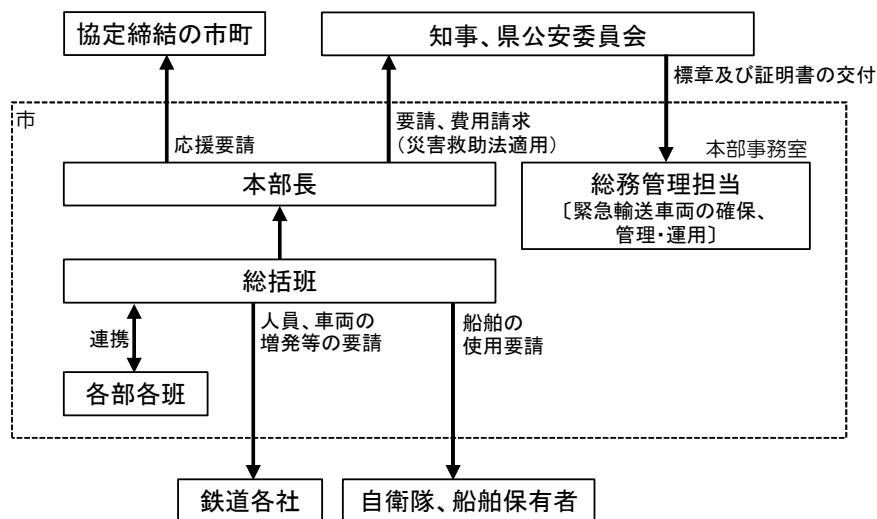 協定締結の市町
知事、県公安委員会
標章及び証明書の交付
市
応援要請
要請、費用請求
(災害救助法適用)
本部事務室
本部長
総務管理担当
〔緊急輸送車両の確保、
管理・運用〕
総括班
連携
人員、車両の
増発等の要請
船舶の
使用要請
各部各班
鉄道各社
自衛隊、船舶保有者